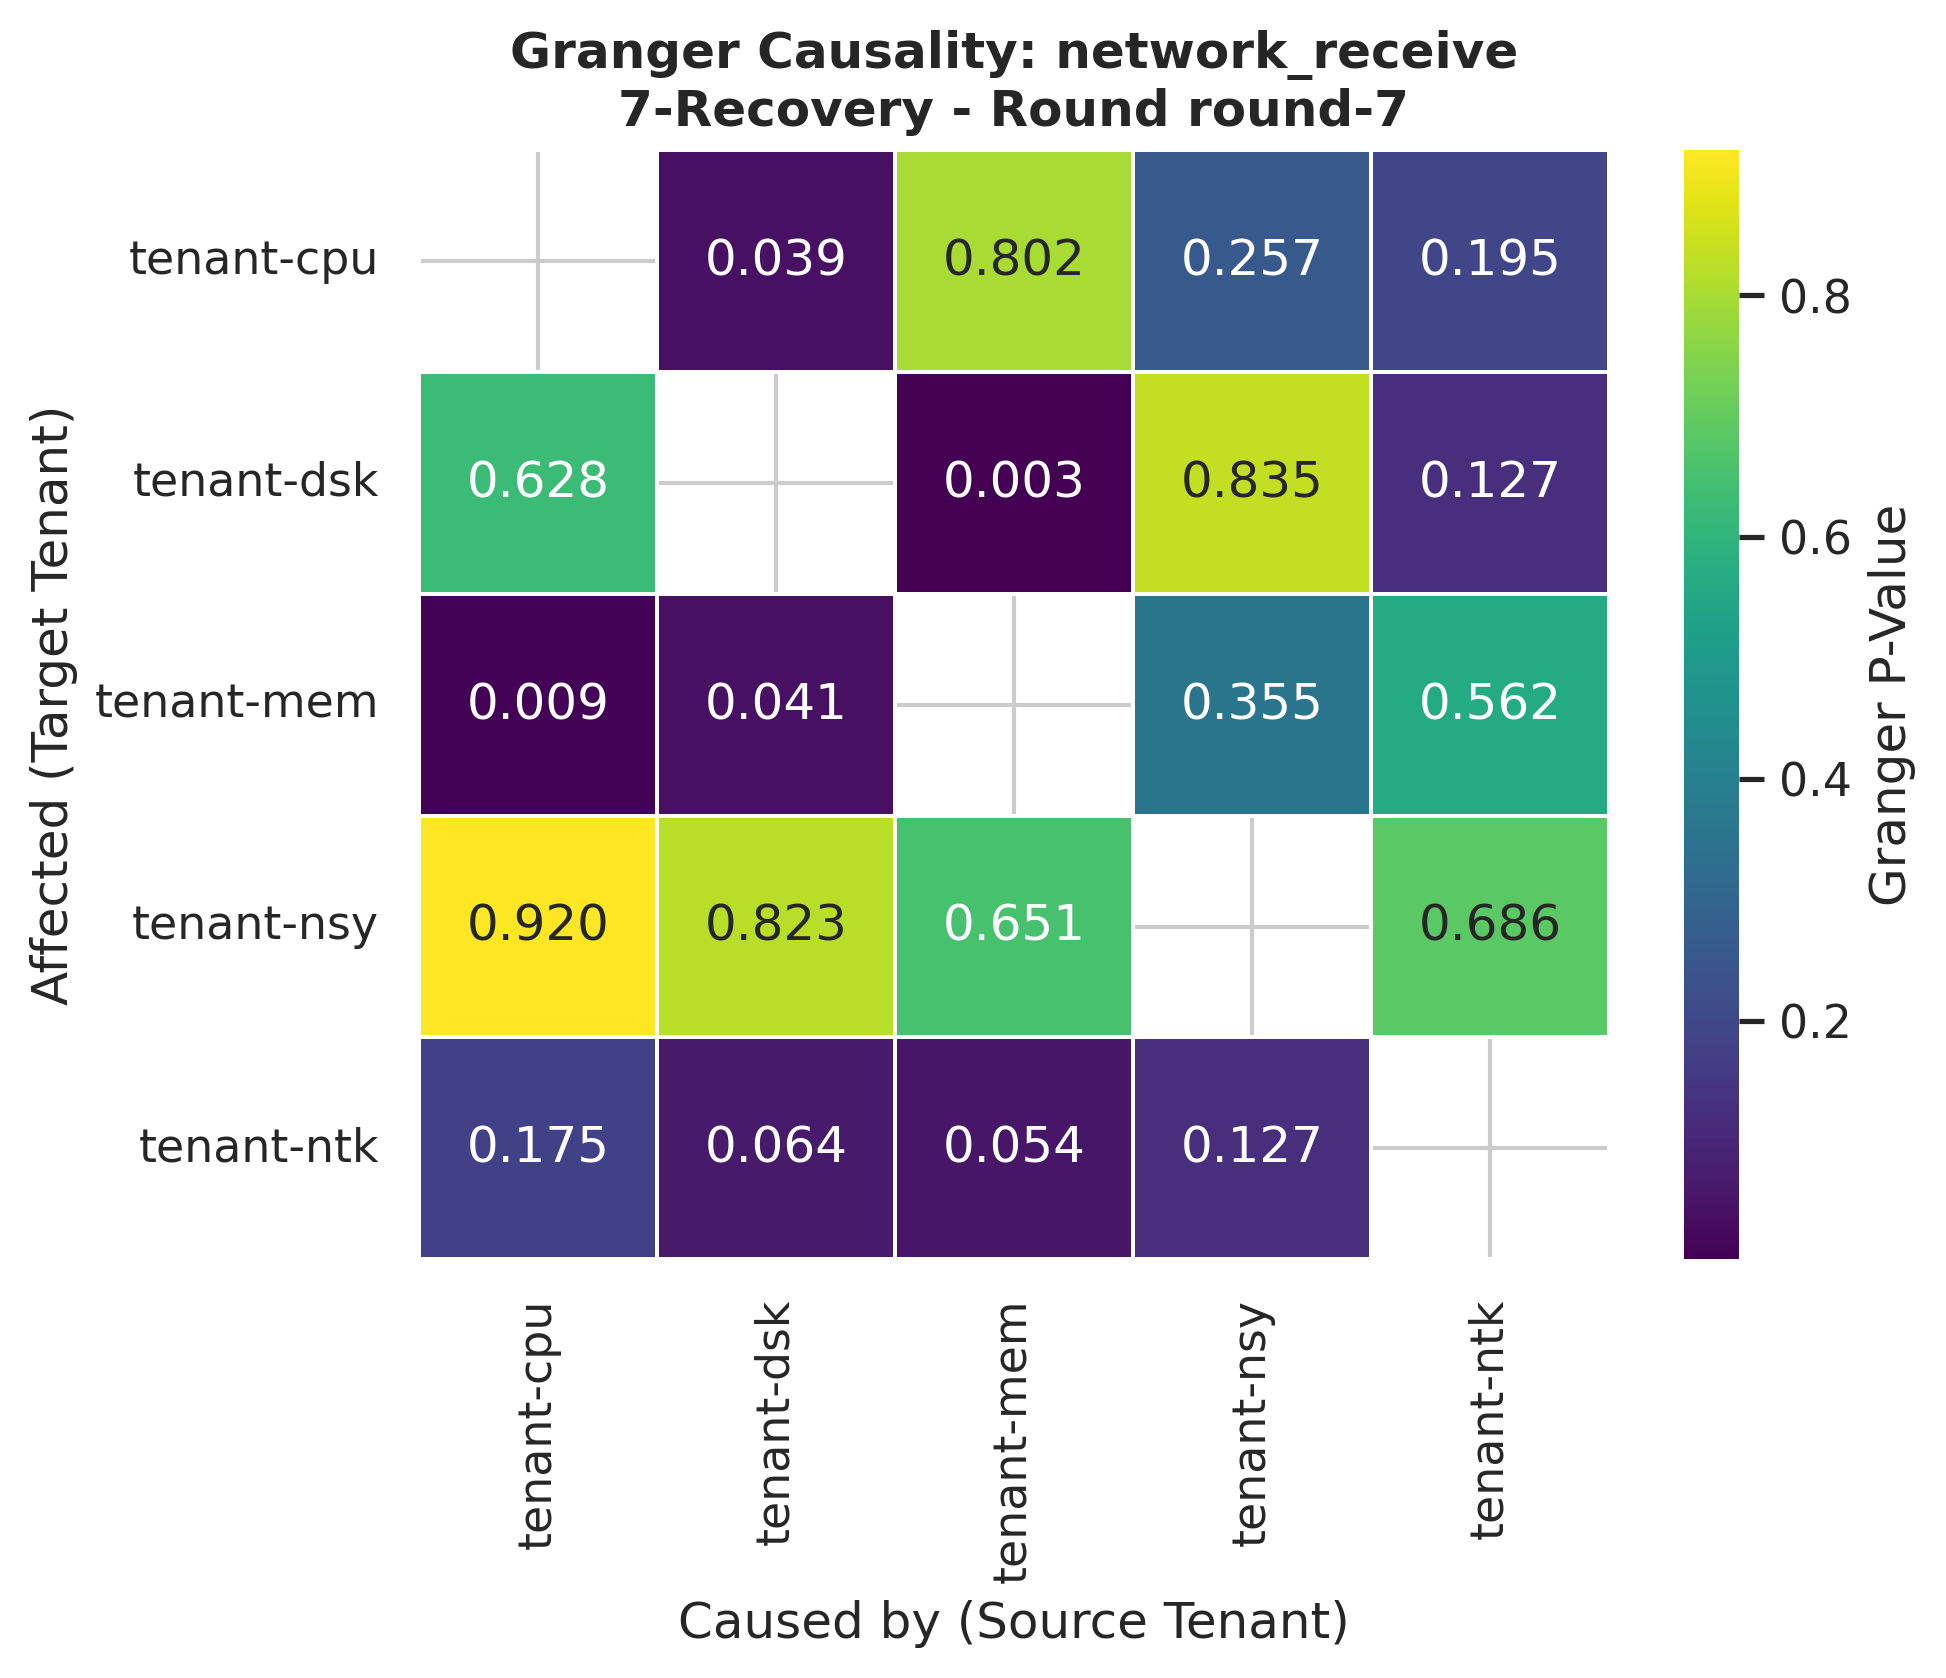 Granger Causality: network_receive
7-Recovery - Round round-7
Affected (Target Tenant)
tenant-cpu
0.039
0.802
0.257
0.195
tenant-dsk
0.628
0.003
0.835
0.127
tenant-mem
0.009
0.041
0.355
0.562
tenant-nsy
0.920
0.823
0.651
0.686
tenant-ntk
0.175
0.064
0.054
0.127
tenant-cpu
tenant-dsk
tenant-mem
tenant-nsy
tenant-ntk
Caused by (Source Tenant)
0.8
0.6
0.4
0.2
Granger P-Value